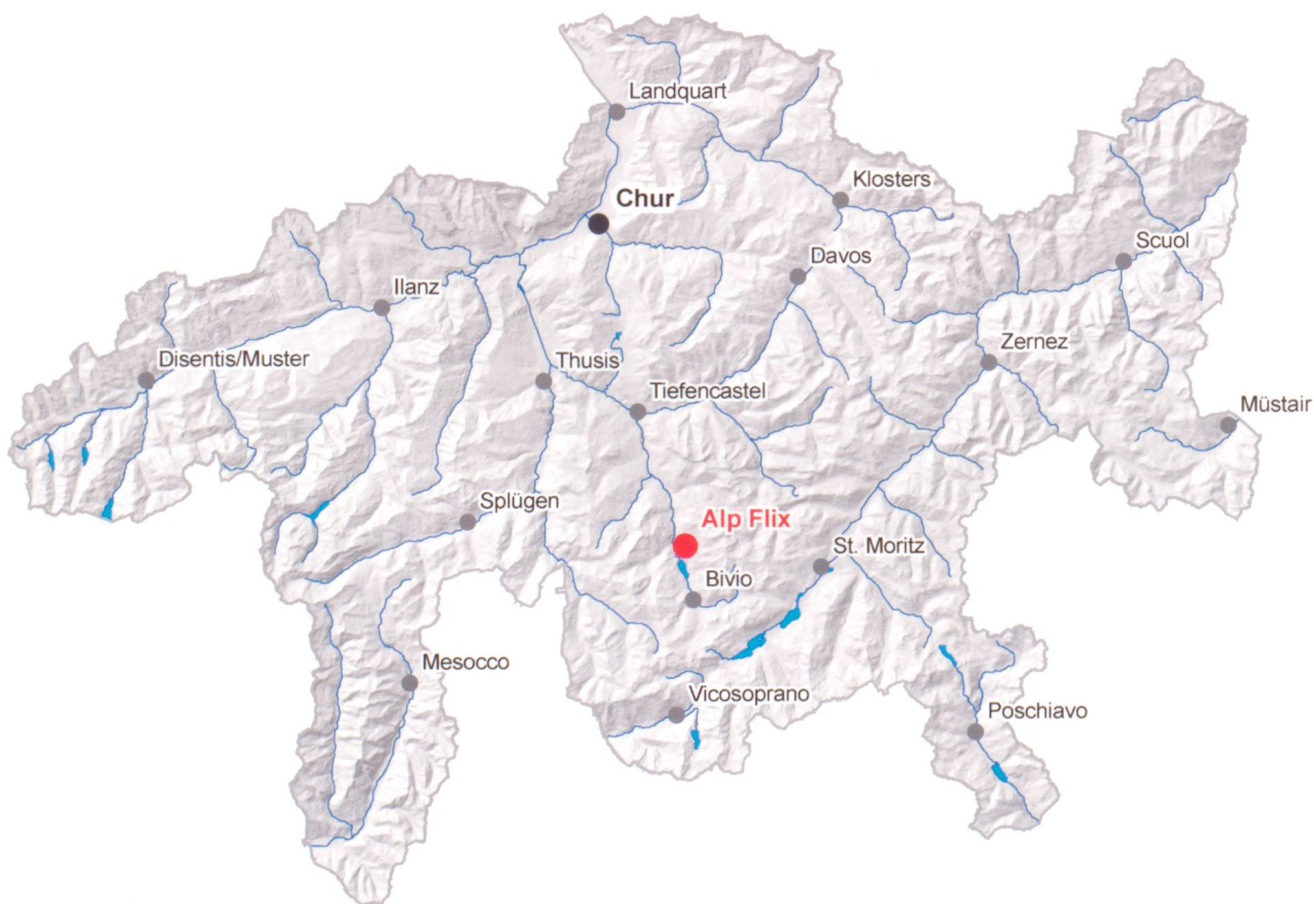 Landquart
Klosters
Chur
Scuol
Davos
Ilanz
Zernez
Disentis/Muster
Thusis
Tiefencastel
Müstair
Splügen
Alp Flix
St. Moritz
Bivio
Mesocco
Vicosoprano
Poschiavo